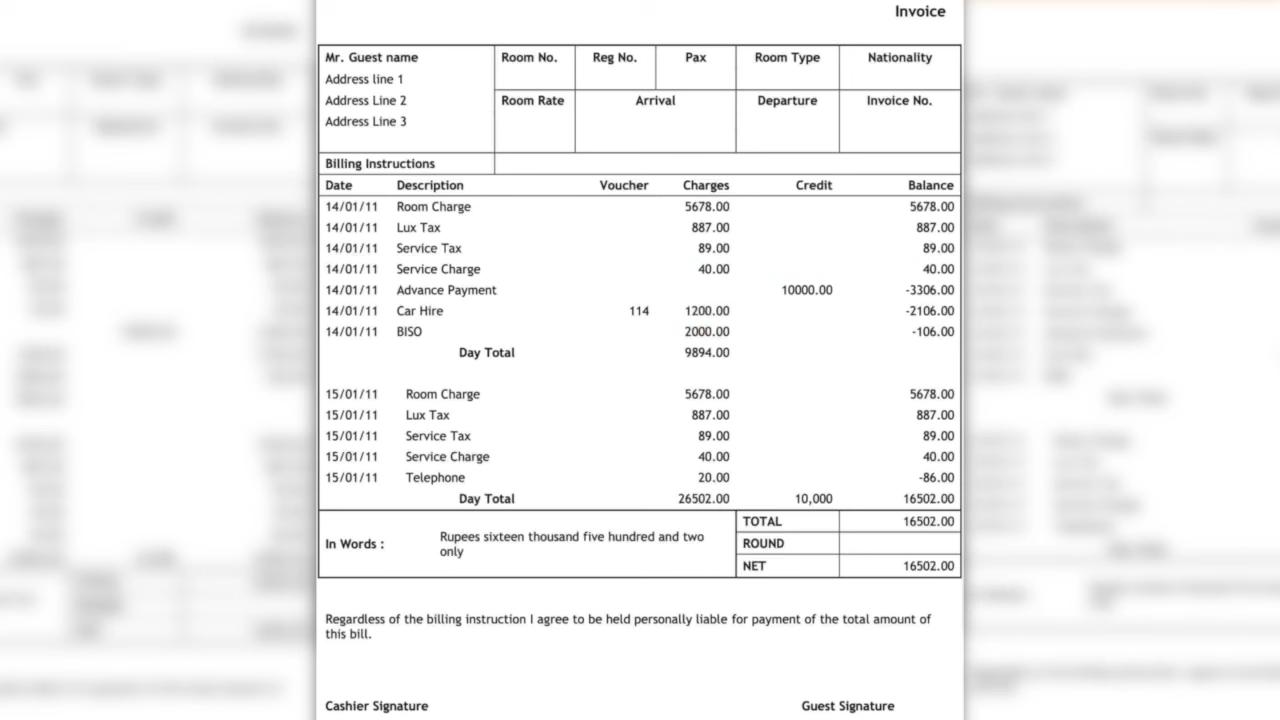 Invoice
Mr. Guest name Room No. Reg No. Pax Room Type Nationality
Address line 1
Address Line 2 Room Rate Arrival Departure Invoice No.
Address Line 3
Billing Instructions
Date Description Voucher Charges Credit Balance
14/01/11 Room Charge 5678.00 5678.00
14/01/11 Lux Tax 887.00 887.00
14/01/11 Service Tax 89.00 89.00
14/01/11 Service Charge 40.00 40.00
14/01/11 Advance Payment 10000.00 -3306.00
14/01/11 Car Hire 114 1200.00 -2106.00
14/01/11 BISO 2000.00 -106.00
Day Total 9894.00
15/01/11 Room Charge 5678.00 5678.00
15/01/11 Lux Tax 887.00 887.00
15/01/11 Service Tax 89.00 89.00
15/01/11 Service Charge 40.00 40.00
15/01/11 Telephone 20.00 -86.00
Day Total 26502.00 10,000 16502.00
TOTAL 16502.00
In Words : Rupees sixteen thousand five hundred and two
only
ROUND
NET 16502.00
Regardless of the billing instruction I agree to be held personally liable for payment of the total amount of
this bill.
Cashier Signature Guest Signature